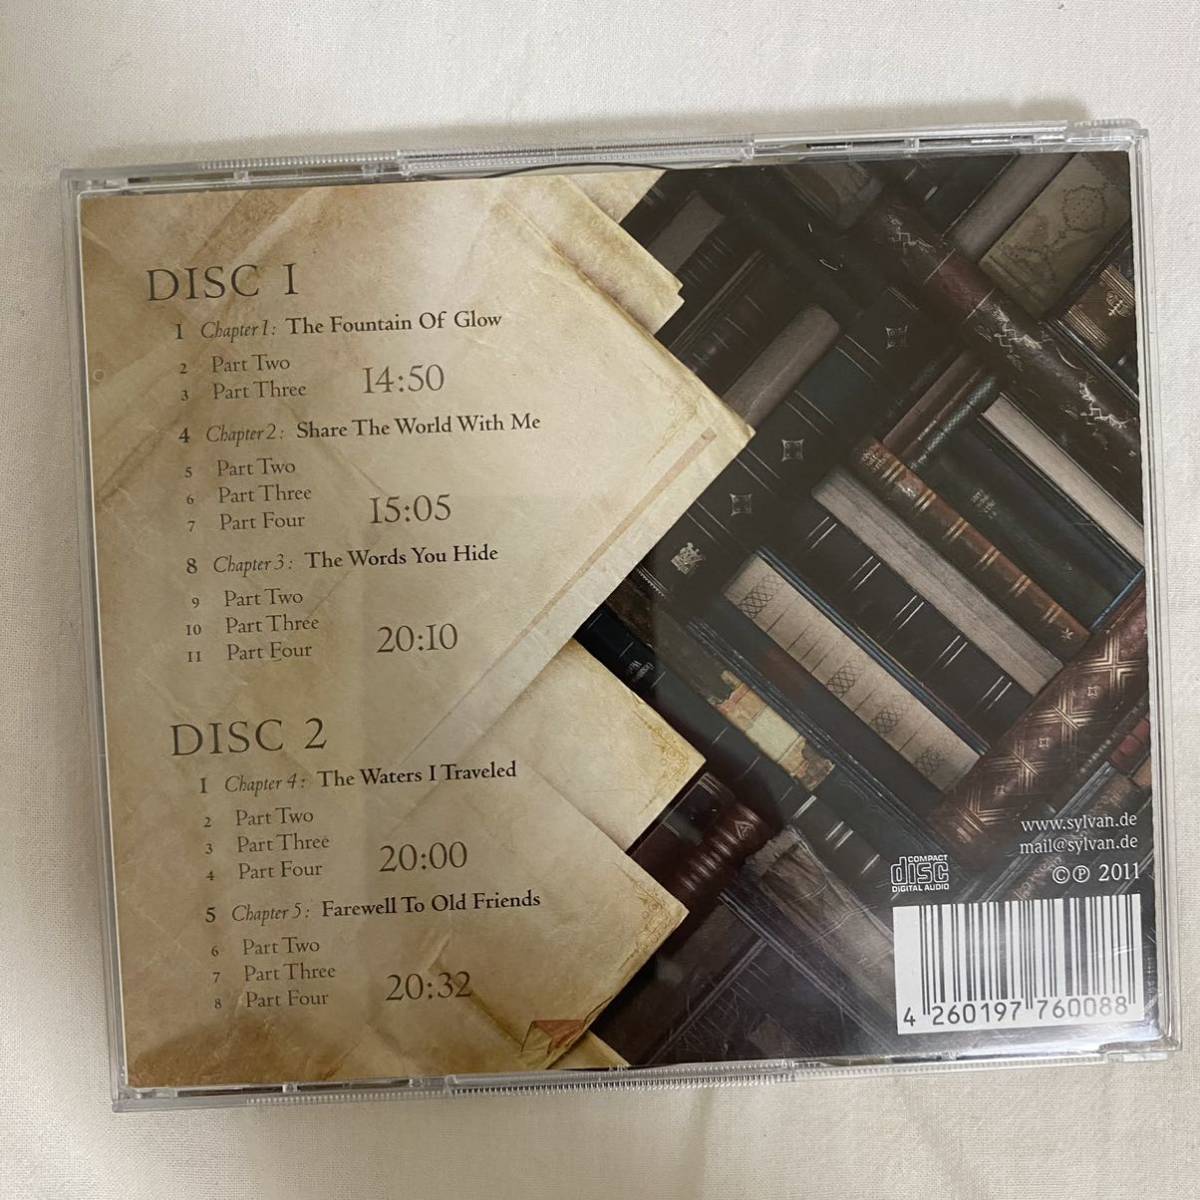 DISC 1
1 Chapter 1: The Fountain Of Glow
2 Part Two
3 Part Three
14:50
4 Chapter 2: Share The World With Me
5 Part Two
6 Part Three
7 Part Four
15:05
8 Chapter 3: The Words You Hide
9 Part Two
10 Part Three
11 Part Four
20:10
DISC 2
1 Chapter 4: The Waters I Traveled
2 Part Two
3 Part Three
4 Part Four
20:00
5 Chapter 5: Farewell To Old Friends
6 Part Two
7 Part Three
8 Part Four
20:32
www.sylvan.de
mail@sylvan.de
©℗ 2011
COMPACT
disc
DIGITAL AUDIO
4 260197 760088